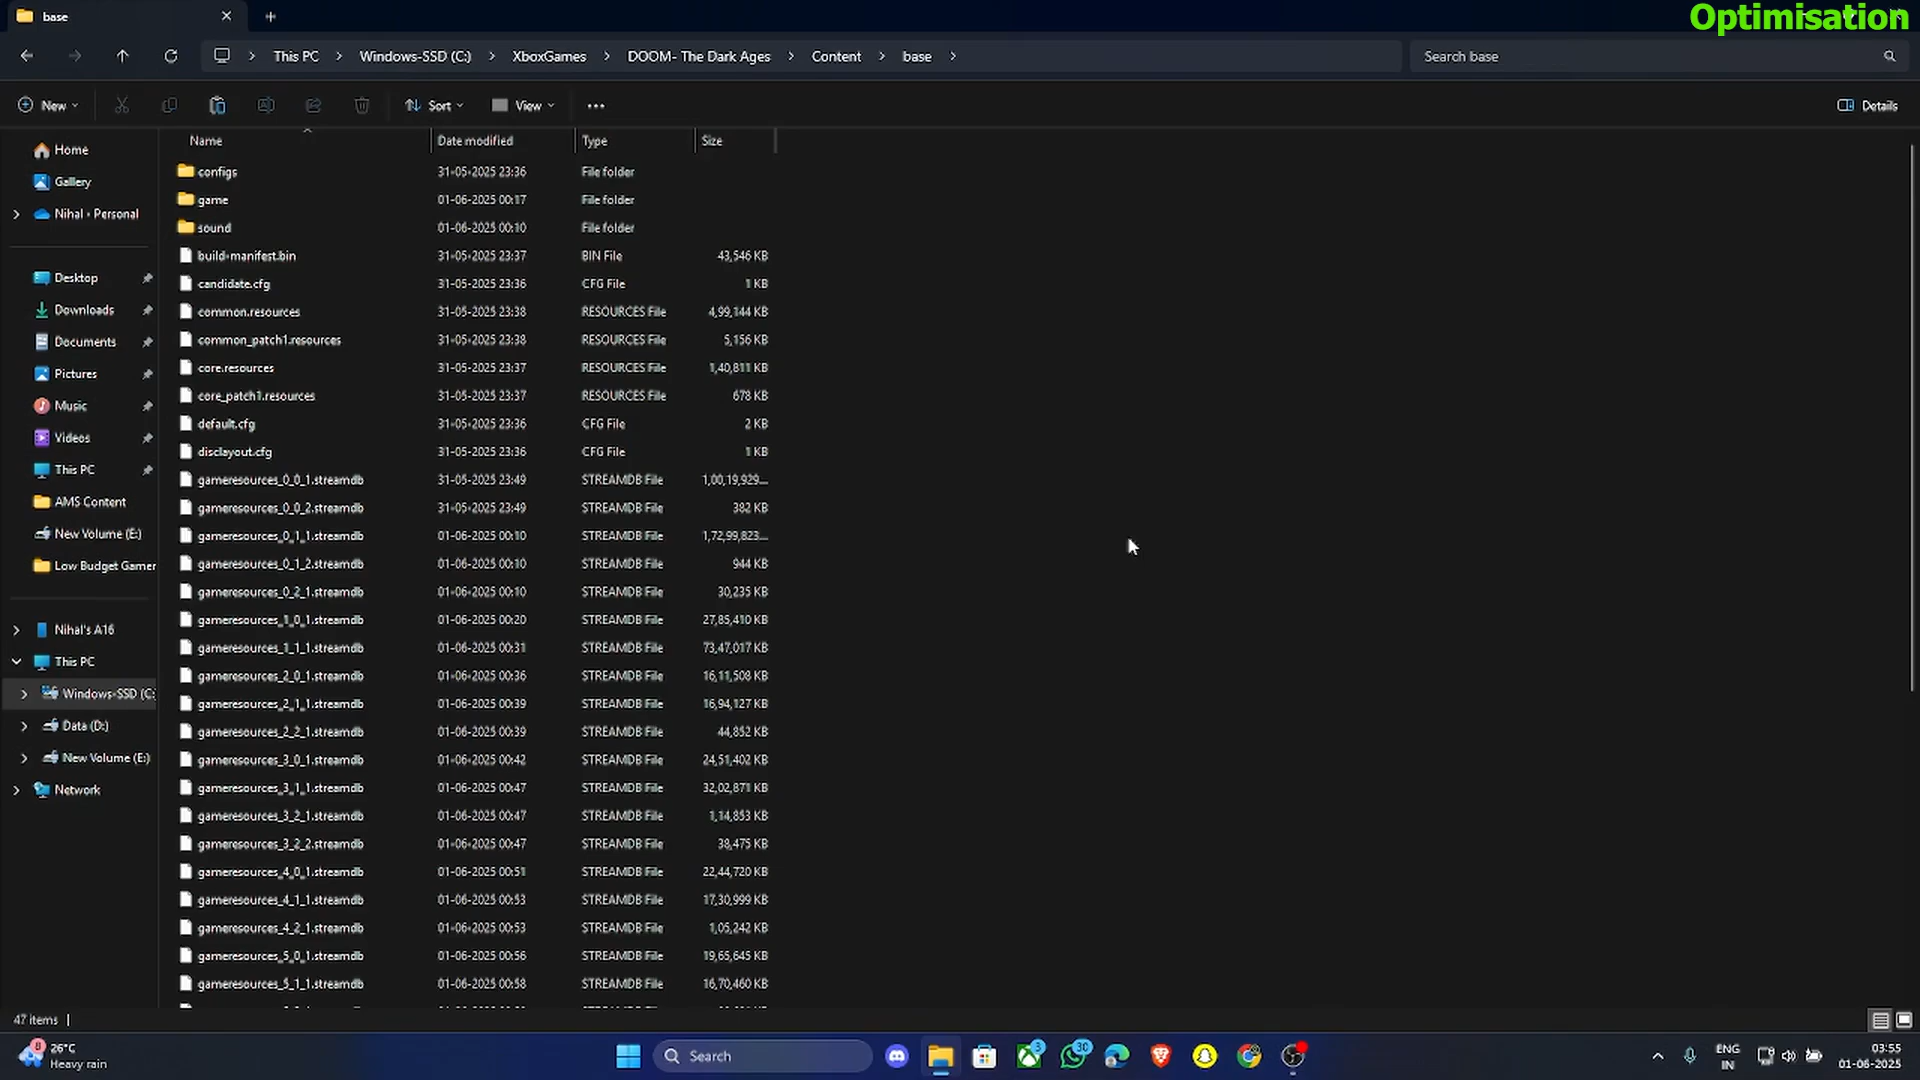 base
Optimisation
This PC
Windows-SSD (C:)
XboxGames
DOOM- The Dark Ages
Content
base
Search base
New
Sort
View
Details
Name Date modified Type Size
Home
Gallery
Nihal - Personal
Desktop
Downloads
Documents
Pictures
Music
Videos
This PC
AMS Content
New Volume (E:)
Low Budget Gamer
Nihal's A16
This PC
Windows-SSD (C:
Data (D:)
New Volume (E:)
Network
configs 31-05-2025 23:36 File folder
game 01-06-2025 00:17 File folder
sound 01-06-2025 00:10 File folder
build-manifest.bin 31-05-2025 23:37 BIN File 43,546 KB
candidate.cfg 31-05-2025 23:36 CFG File 1 KB
common.resources 31-05-2025 23:38 RESOURCES File 4,99,144 KB
common_patch1.resources 31-05-2025 23:38 RESOURCES File 5,156 KB
core.resources 31-05-2025 23:37 RESOURCES File 1,40,811 KB
core_patch1.resources 31-05-2025 23:37 RESOURCES File 678 KB
default.cfg 31-05-2025 23:36 CFG File 2 KB
disclayout.cfg 31-05-2025 23:36 CFG File 1 KB
gameresources_0_0_1.streamdb 31-05-2025 23:49 STREAMDB File 1,00,19,929...
gameresources_0_0_2.streamdb 31-05-2025 23:49 STREAMDB File 382 KB
gameresources_0_1_1.streamdb 01-06-2025 00:10 STREAMDB File 1,72,99,823...
gameresources_0_1_2.streamdb 01-06-2025 00:10 STREAMDB File 944 KB
gameresources_0_2_1.streamdb 01-06-2025 00:10 STREAMDB File 30,235 KB
gameresources_1_0_1.streamdb 01-06-2025 00:20 STREAMDB File 27,85,410 KB
gameresources_1_1_1.streamdb 01-06-2025 00:31 STREAMDB File 73,47,017 KB
gameresources_2_0_1.streamdb 01-06-2025 00:36 STREAMDB File 16,11,508 KB
gameresources_2_1_1.streamdb 01-06-2025 00:39 STREAMDB File 16,94,127 KB
gameresources_2_2_1.streamdb 01-06-2025 00:39 STREAMDB File 44,852 KB
gameresources_3_0_1.streamdb 01-06-2025 00:42 STREAMDB File 24,51,402 KB
gameresources_3_1_1.streamdb 01-06-2025 00:47 STREAMDB File 32,02,871 KB
gameresources_3_2_1.streamdb 01-06-2025 00:47 STREAMDB File 1,14,853 KB
gameresources_3_2_2.streamdb 01-06-2025 00:47 STREAMDB File 38,475 KB
gameresources_4_0_1.streamdb 01-06-2025 00:51 STREAMDB File 22,44,720 KB
gameresources_4_1_1.streamdb 01-06-2025 00:53 STREAMDB File 17,30,999 KB
gameresources_4_2_1.streamdb 01-06-2025 00:53 STREAMDB File 1,05,242 KB
gameresources_5_0_1.streamdb 01-06-2025 00:56 STREAMDB File 19,65,645 KB
gameresources_5_1_1.streamdb 01-06-2025 00:58 STREAMDB File 16,70,460 KB
47 items
8
26°C
Heavy rain
Search
3
30
ENG
IN
03:55
01-06-2025